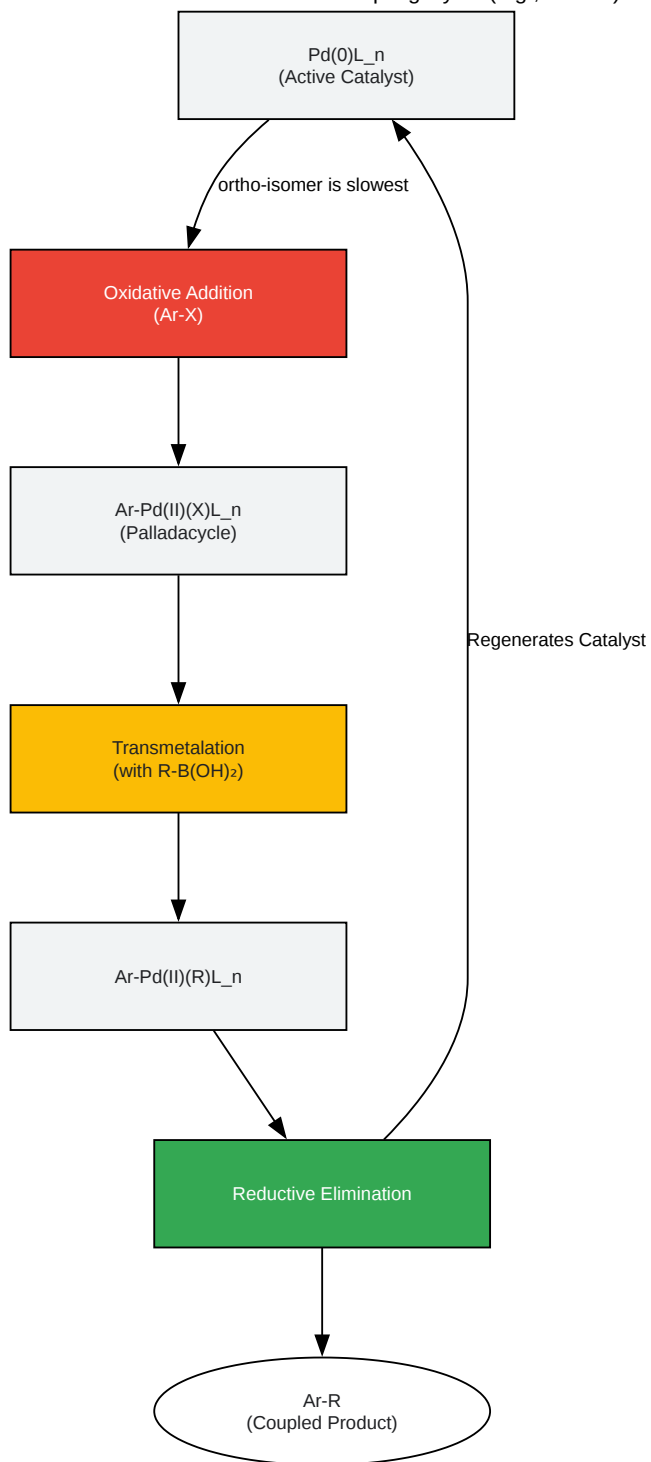 Pd(0)L_n
(Active Catalyst)
ortho-isomer is slowest
Oxidative Addition
(Ar-X)
Ar-Pd(II)(X)L_n
(Palladacycle)
Regenerates Catalyst
Transmetalation
(with R-B(OH)₂)
Ar-Pd(II)(R)L_n
Reductive Elimination
Ar-R
(Coupled Product)